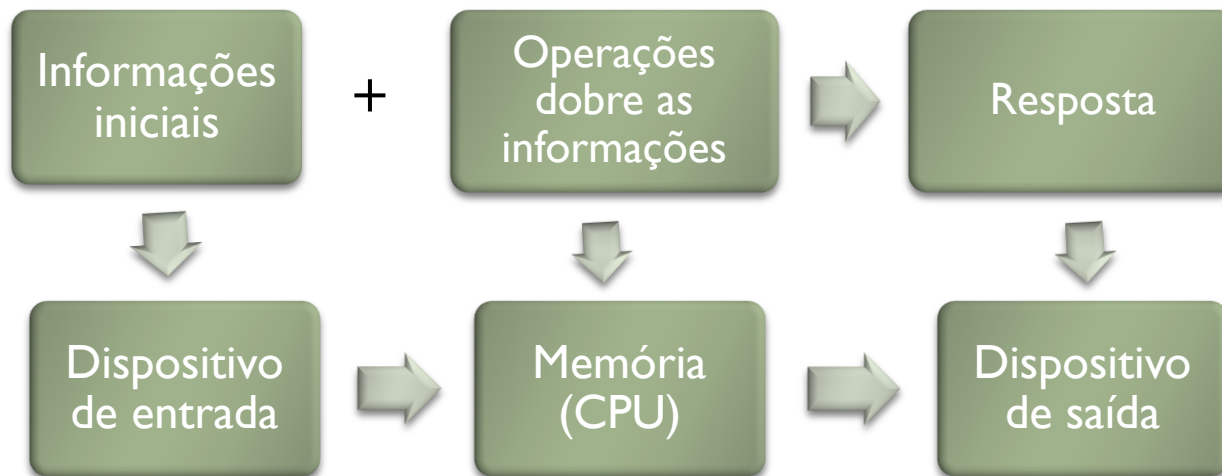 Informações
iniciais
+
Operações
dobre as
informações
Resposta
Dispositivo
de entrada
Memória
(CPU)
Dispositivo
de saída